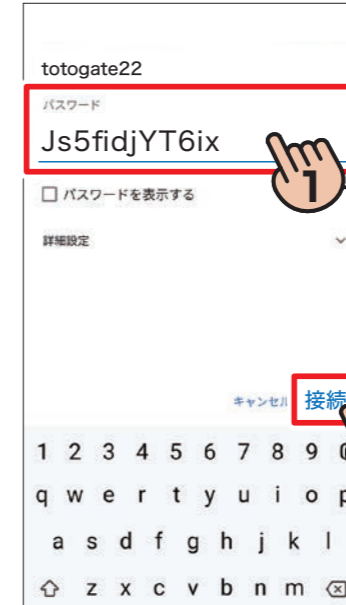 totogate22
パスワード
Js5fidjYT6ix
1
パスワードを表示する
詳細設定
キャンセル 接続
1 2 3 4 5 6 7 8 9 0
q w e r t y u i o p
a s d f g h j k l
z x c v b n m